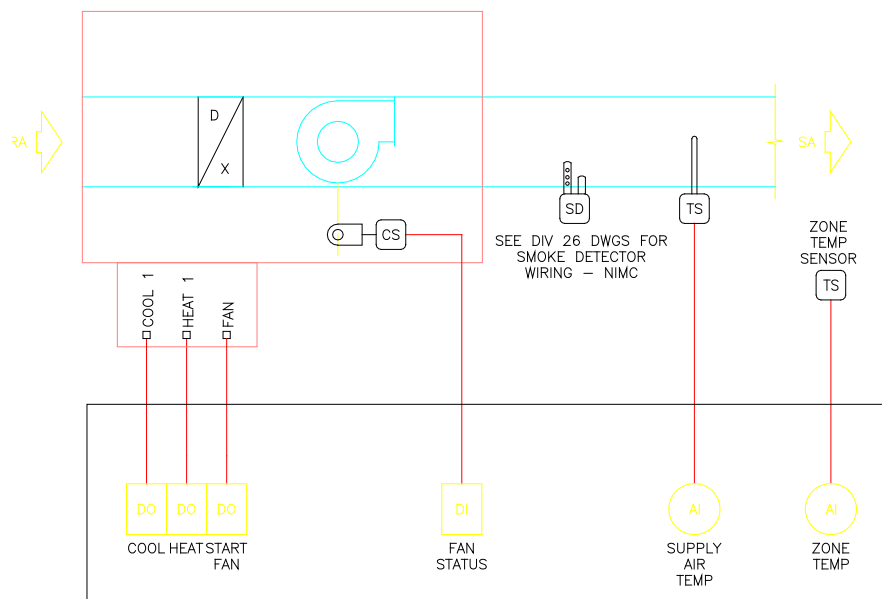 RA
D
X
SA
SD
TS
CS
SEE DIV 26 DWGS FOR
SMOKE DETECTOR
WIRING – NIMC
ZONE
TEMP
SENSOR
TS
COOL 1
HEAT 1
FAN
DO
DO
DO
DI
AI
AI
COOL
HEAT
START
FAN
FAN
STATUS
SUPPLY
AIR
TEMP
ZONE
TEMP